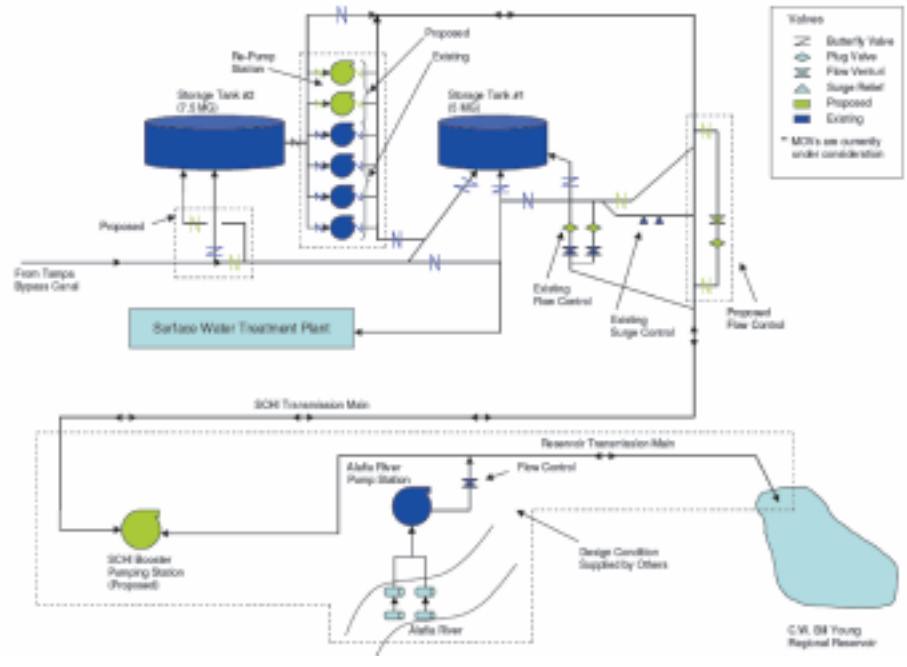 Valves
Butterfly Valve
Plug Valve
Flow Venturi
Surge Relief
Proposed
Existing
* MOV's are currently
under consideration
Proposed
Existing
Re-Pump
Station
Storage Tank #2
(7.5 MG)
Storage Tank #1
(5 MG)
Proposed
From Tampa
Bypass Canal
Existing
Flow Control
Existing
Surge Control
Proposed
Flow Control
Surface Water Treatment Plant
SCHI Transmission Main
Reservoir Transmission Main
Alafia River
Pump Station
Flow Control
SCHI Booster
Pumping Station
(Proposed)
Design Condition
Supplied by Others
Alafia River
C.W. Bill Young
Regional Reservoir